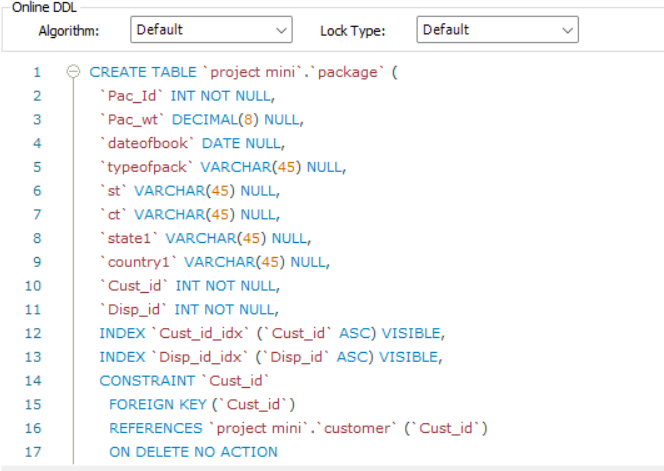 Online DDL
Algorithm: Default Lock Type: Default
1 CREATE TABLE `project mini`.`package` (
2 `Pac_Id` INT NOT NULL,
3 `Pac_wt` DECIMAL(8) NULL,
4 `dateofbook` DATE NULL,
5 `typeofpack` VARCHAR(45) NULL,
6 `st` VARCHAR(45) NULL,
7 `ct` VARCHAR(45) NULL,
8 `state1` VARCHAR(45) NULL,
9 `country1` VARCHAR(45) NULL,
10 `Cust_id` INT NOT NULL,
11 `Disp_id` INT NOT NULL,
12 INDEX `Cust_id_idx` (`Cust_id` ASC) VISIBLE,
13 INDEX `Disp_id_idx` (`Disp_id` ASC) VISIBLE,
14 CONSTRAINT `Cust_id`
15 FOREIGN KEY (`Cust_id`)
16 REFERENCES `project mini`.`customer` (`Cust_id`)
17 ON DELETE NO ACTION